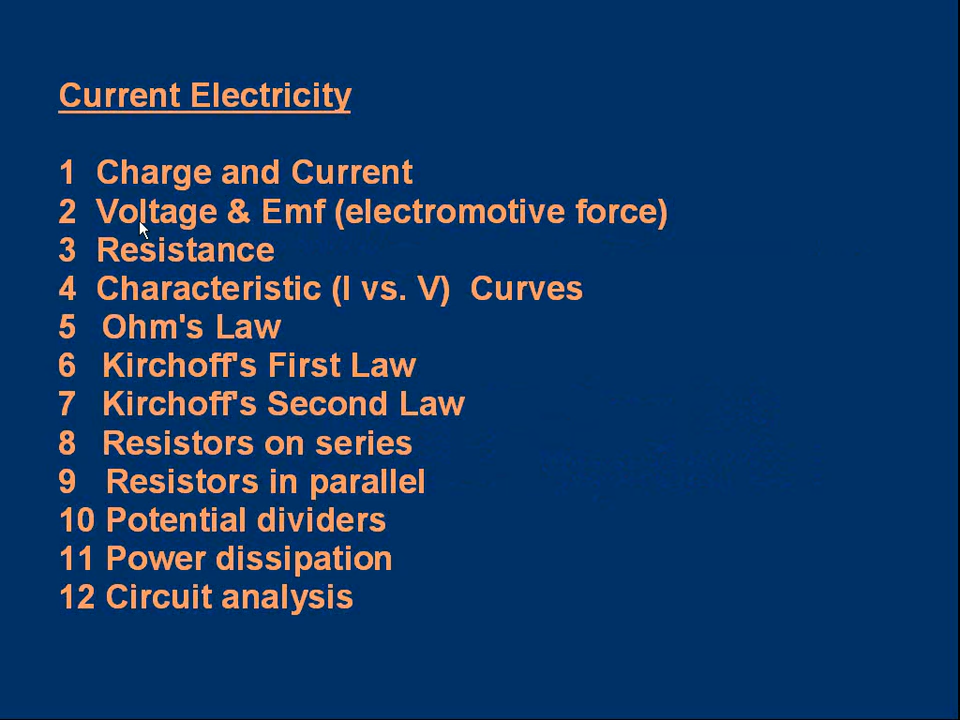 Current Electricity
1 Charge and Current
2 Voltage & Emf (electromotive force)
3 Resistance
4 Characteristic (I vs. V) Curves
5 Ohm's Law
6 Kirchoff's First Law
7 Kirchoff's Second Law
8 Resistors on series
9 Resistors in parallel
10 Potential dividers
11 Power dissipation
12 Circuit analysis